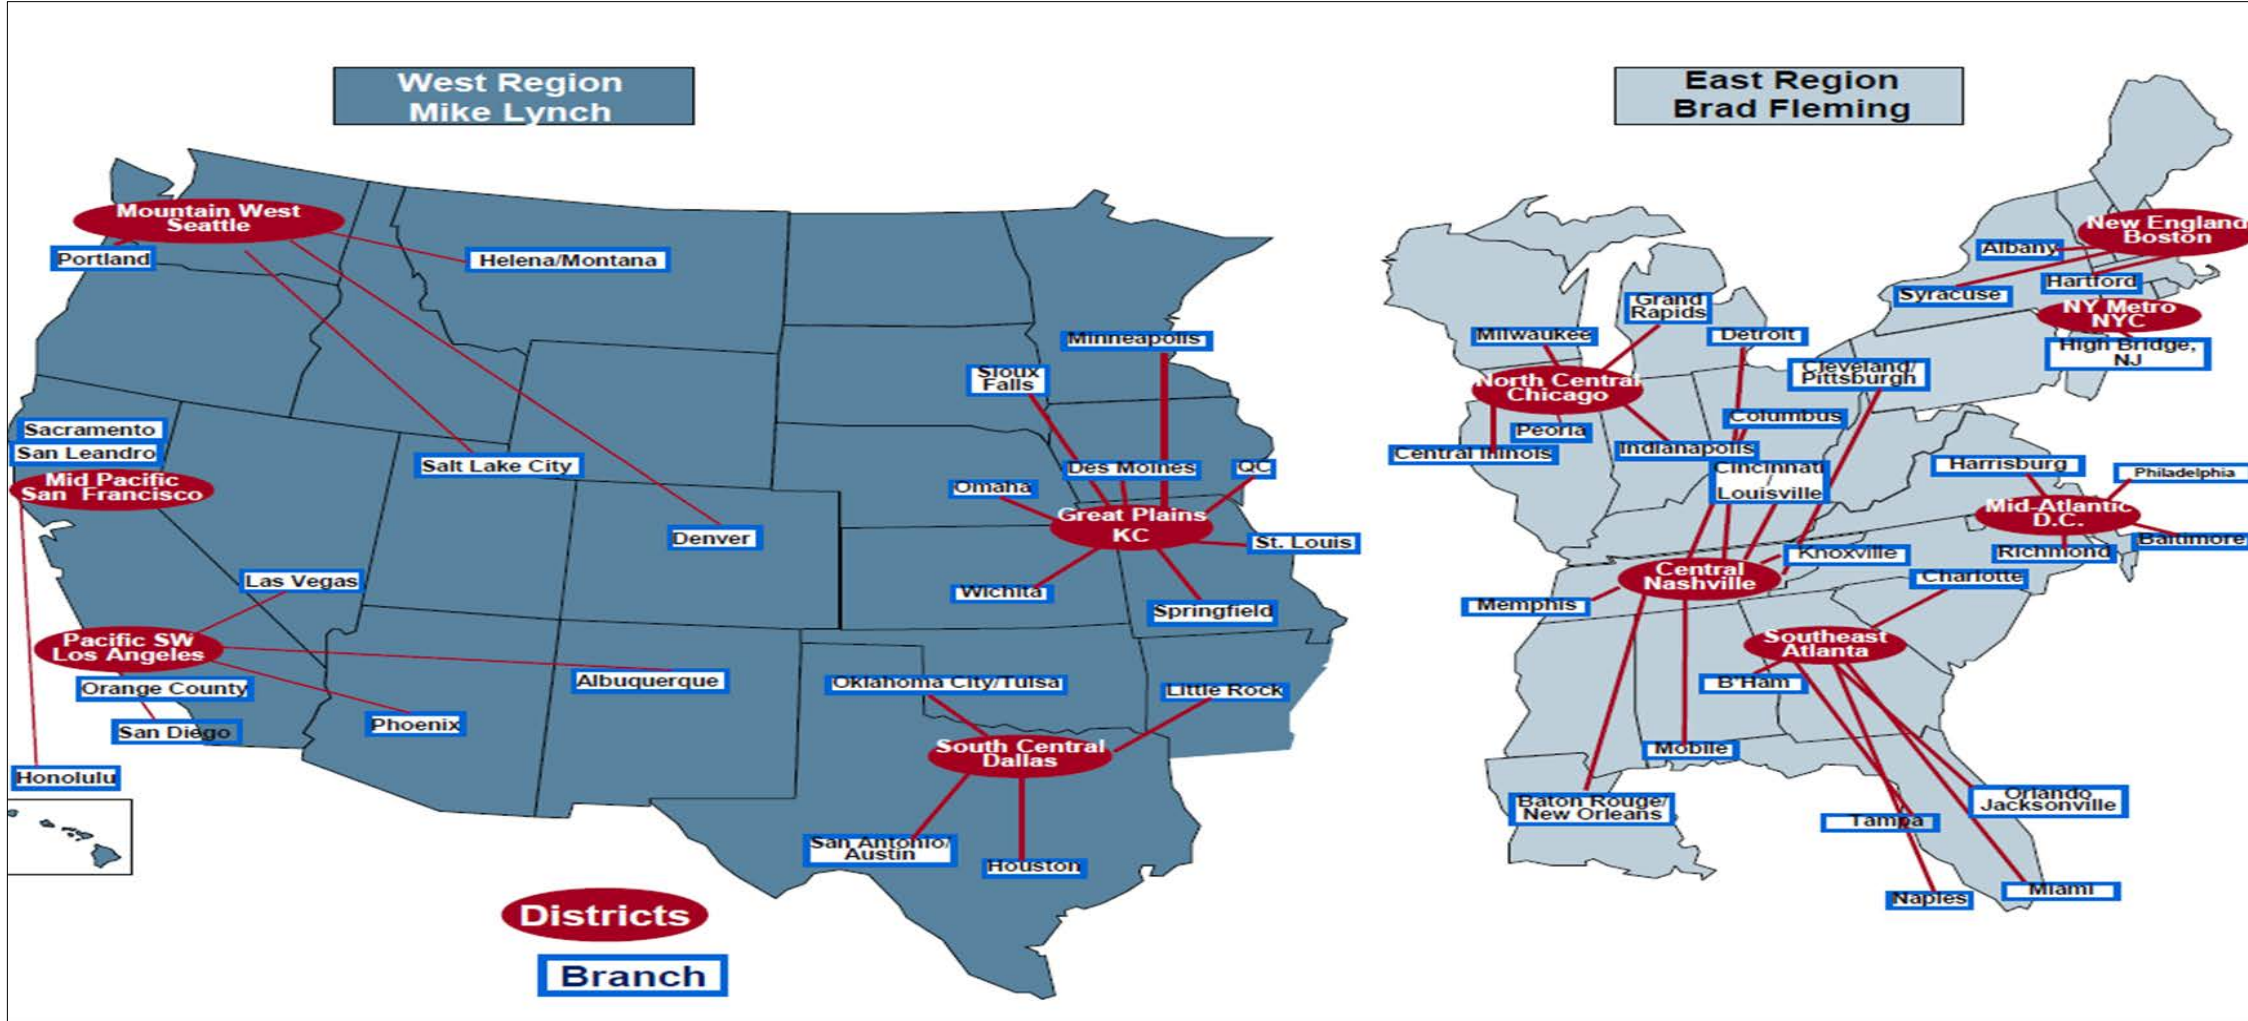 West Region
Mike Lynch
East Region
Brad Fleming
Mountain West
Seattle
Portland
Helena/Montana
Salt Lake City
Denver
Sacramento
San Leandro
Mid Pacific
San Francisco
Honolulu
Las Vegas
Pacific SW
Los Angeles
Orange County
San Diego
Phoenix
Albuquerque
Minneapolis
Sioux
Falls
Des Moines
QC
Omaha
Great Plains
KC
St. Louis
Wichita
Springfield
Oklahoma City/Tulsa
Little Rock
South Central
Dallas
San Antonio/
Austin
Houston
Districts
Branch
New England
Boston
Albany
Hartford
Syracuse
NY Metro
NYC
High Bridge,
NJ
Grand
Rapids
Milwaukee
Detroit
Cleveland/
Pittsburgh
North Central
Chicago
Peoria
Central Illinois
Indianapolis
Columbus
Cincinnati
/
Louisville
Harrisburg
Philadelphia
Mid-Atlantic
D.C.
Baltimore
Richmond
Knoxville
Central
Nashville
Memphis
Charlotte
Southeast
Atlanta
B'Ham
Mobile
Baton Rouge/
New Orleans
Orlando
Jacksonville
Tampa
Naples
Miami